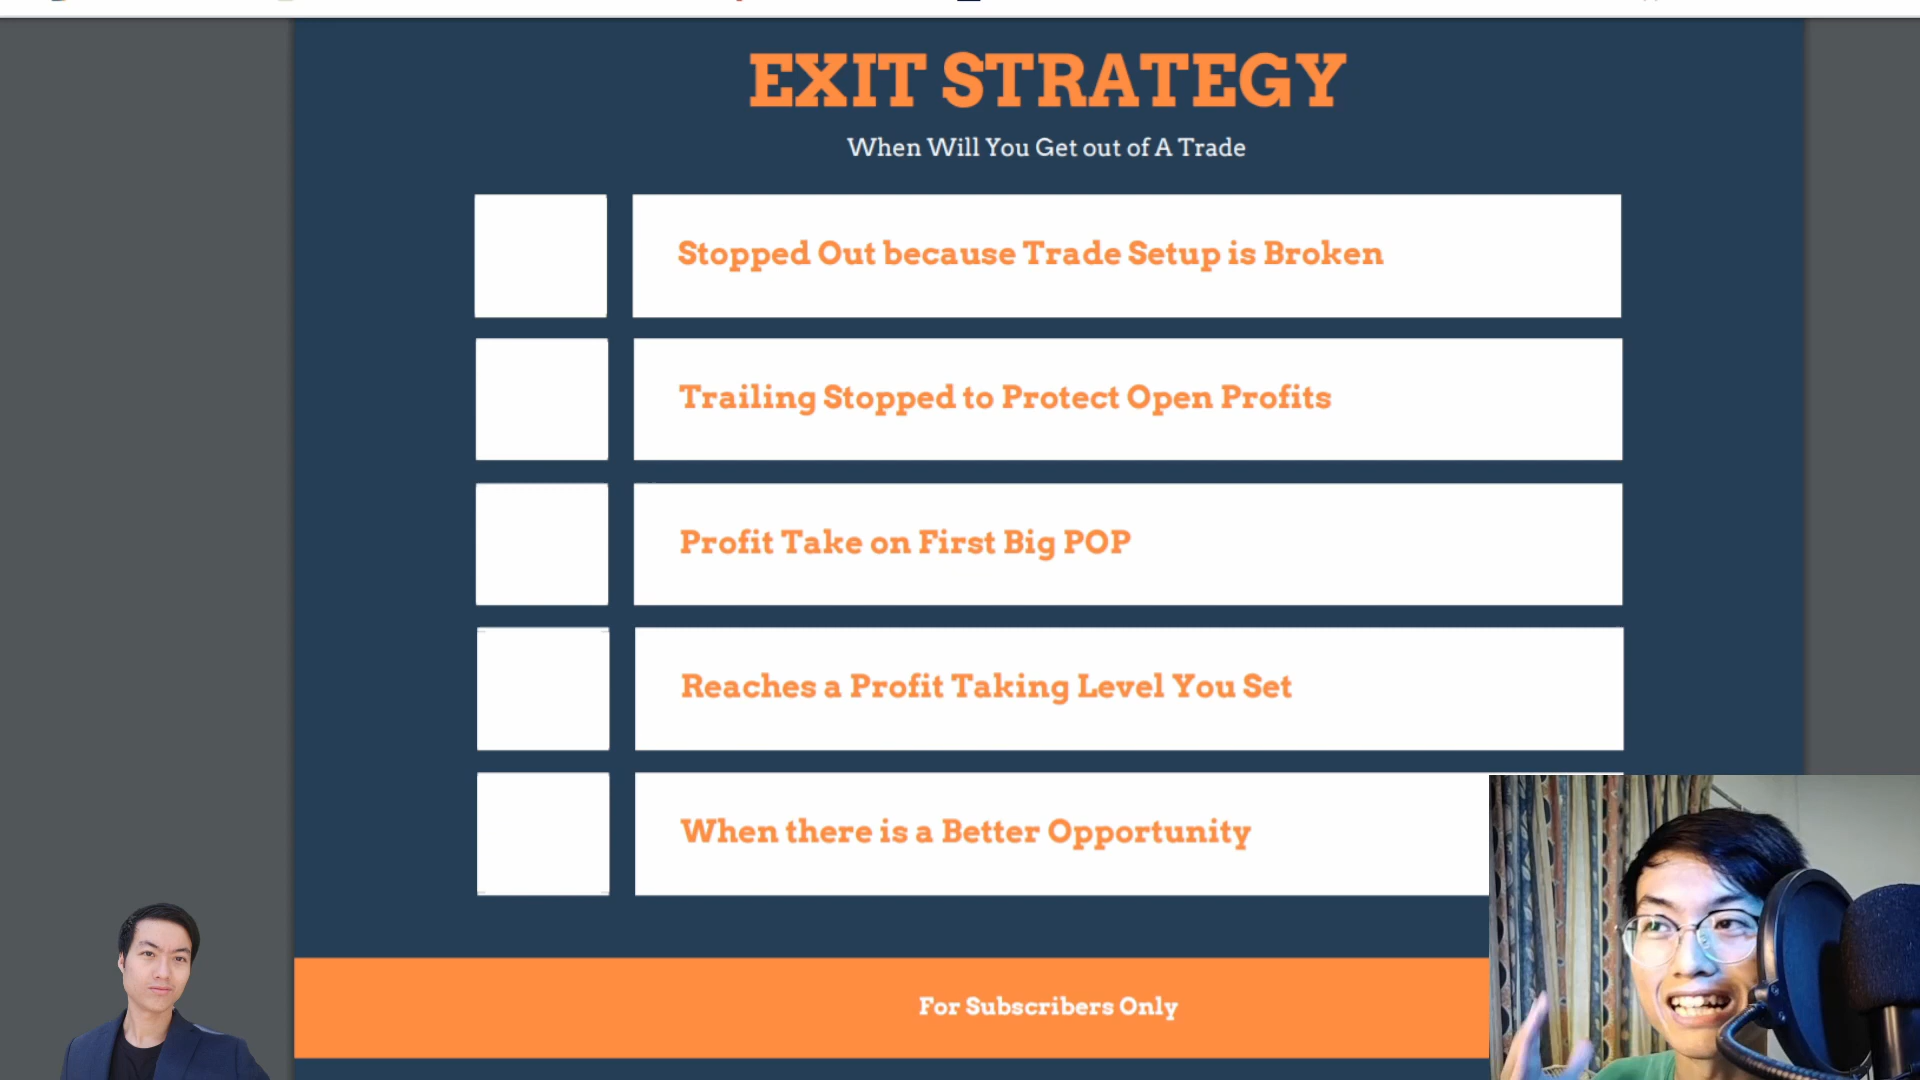 EXIT STRATEGY
When Will You Get out of A Trade
Stopped Out because Trade Setup is Broken
Trailing Stopped to Protect Open Profits
Profit Take on First Big POP
Reaches a Profit Taking Level You Set
When there is a Better Opportunity
For Subscribers Only